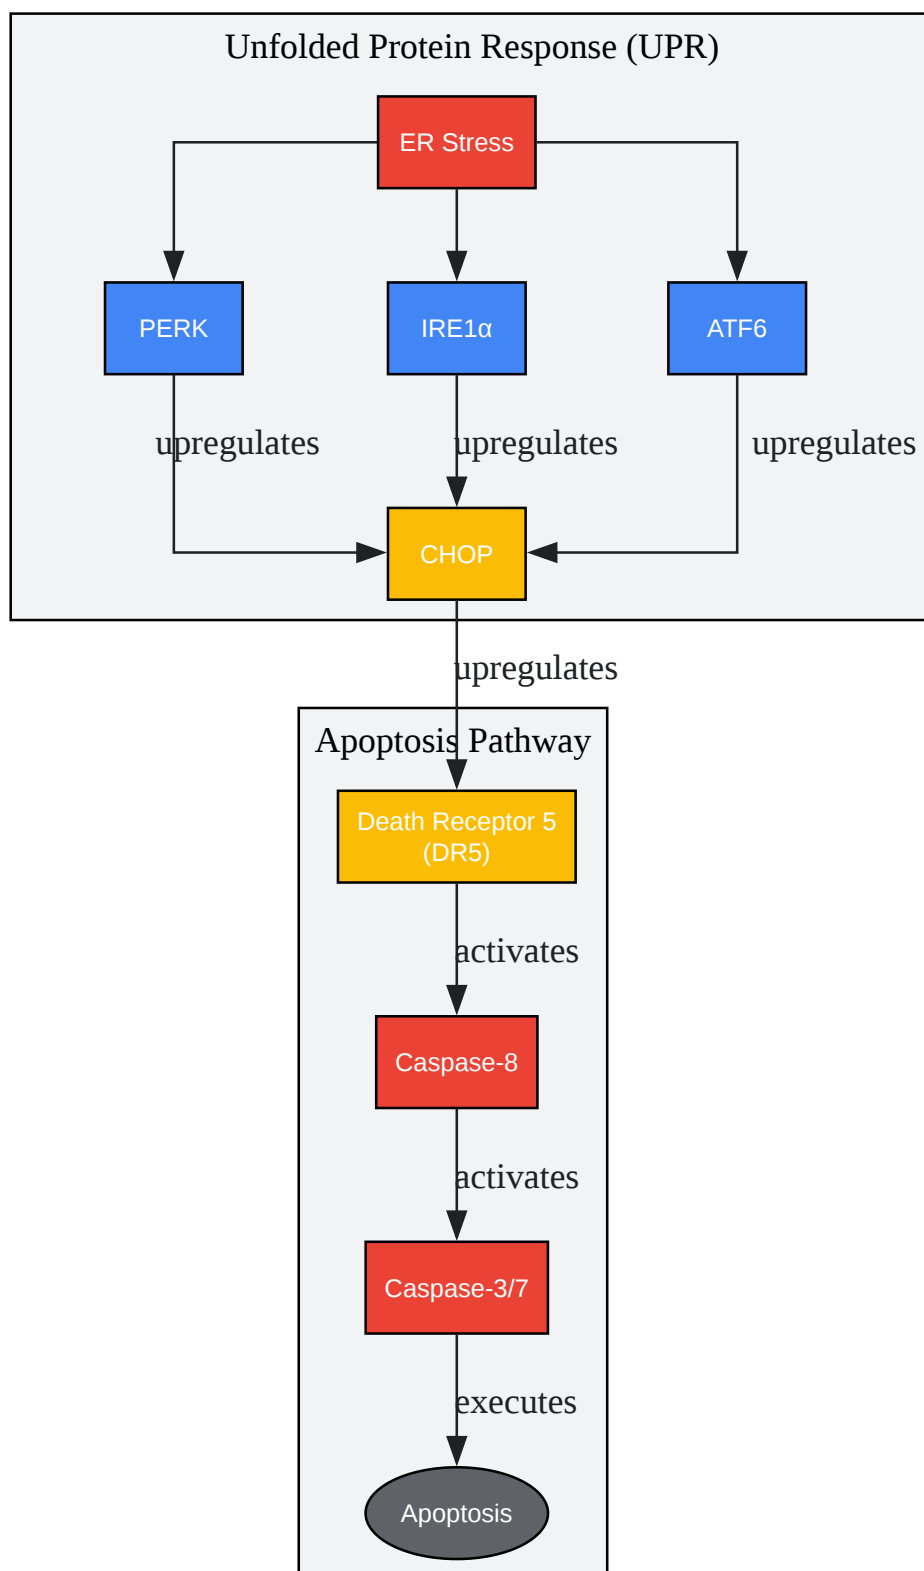 Unfolded Protein Response (UPR)
ER Stress
PERK
IRE1α
ATF6
upregulates
upregulates
upregulates
CHOP
upregulates
Apoptosis Pathway
Death Receptor 5
(DR5)
activates
Caspase-8
activates
Caspase-3/7
executes
Apoptosis